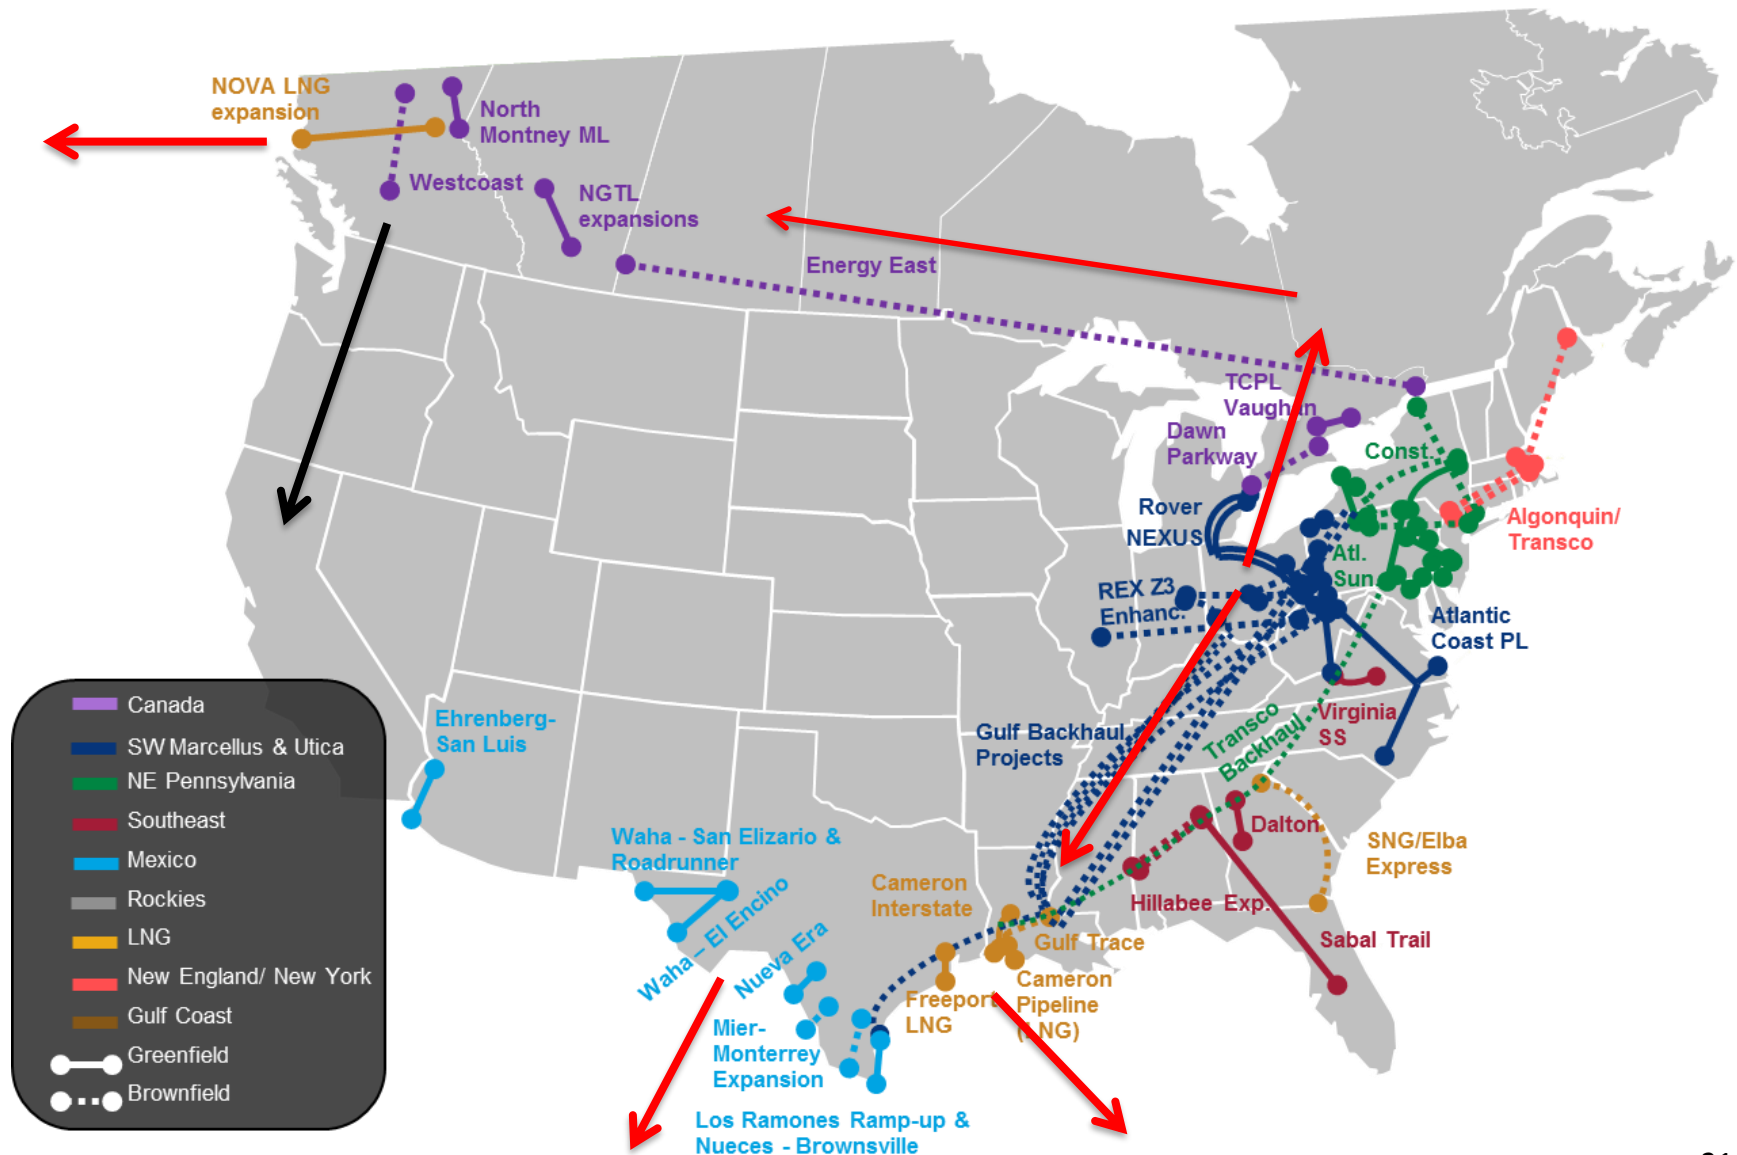 NOVA LNG
expansion
North
Montney ML
Westcoast
NGTL
expansions
Energy East
TCPL
Vaughan
Dawn
Parkway
Const.
Rover
NEXUS
Algonquin/
Transco
Atl.
Sun
REX Z3
Enhanc.
Atlantic
Coast PL
Virginia
SS
Transco
Backhaul
Gulf Backhaul
Projects
Ehrenberg-
San Luis
Canada
SW Marcellus & Utica
NE Pennsylvania
Southeast
Mexico
Rockies
LNG
New England/ New York
Gulf Coast
Greenfield
Brownfield
Waha - San Elizario &
Roadrunner
Waha – El Encino
Nueva Era
Mier-
Monterrey
Expansion
Los Ramones Ramp-up &
Nueces - Brownsville
Cameron
Interstate
Freeport
LNG
Gulf Trace
Cameron
Pipeline
(LNG)
Dalton
Hillabee Exp.
SNG/Elba
Express
Sabal Trail